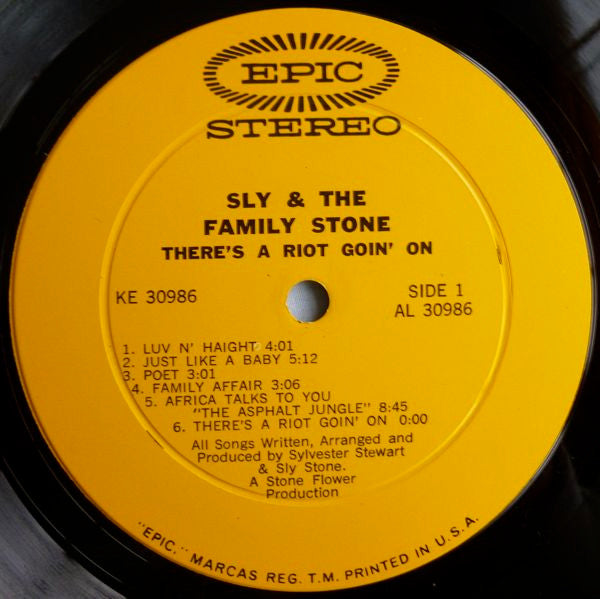 EPIC
STEREO
SLY & THE
FAMILY STONE
THERE'S A RIOT GOIN' ON
KE 30986
SIDE 1
AL 30986
1. LUV N' HAIGHT 4:01
2. JUST LIKE A BABY 5:12
3. POET 3:01
4. FAMILY AFFAIR 3:06
5. AFRICA TALKS TO YOU
"THE ASPHALT JUNGLE" 8:45
6. THERE'S A RIOT GOIN' ON 0:00
All Songs Written, Arranged and
Produced by Sylvester Stewart
& Sly Stone.
A Stone Flower
Production
"EPIC," MARCAS REG. T.M. PRINTED IN U.S.A.